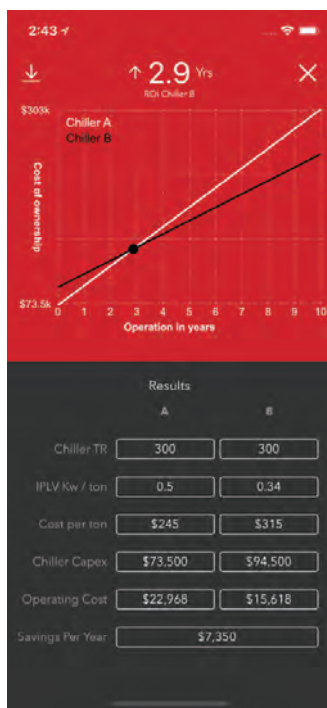 2:43
2.9 Yrs
ROI Chiller B
$303k
Chiller A
Chiller B
Cost of ownership
$73.5k
0 1 2 3 4 5 6 7 8 9 10
Operation in years
Results
A B
Chiller TR 300 300
IPLV Kw / ton 0.5 0.34
Cost per ton $245 $315
Chiller Capex $73,500 $94,500
Operating Cost $22,968 $15,618
Savings Per Year $7,350